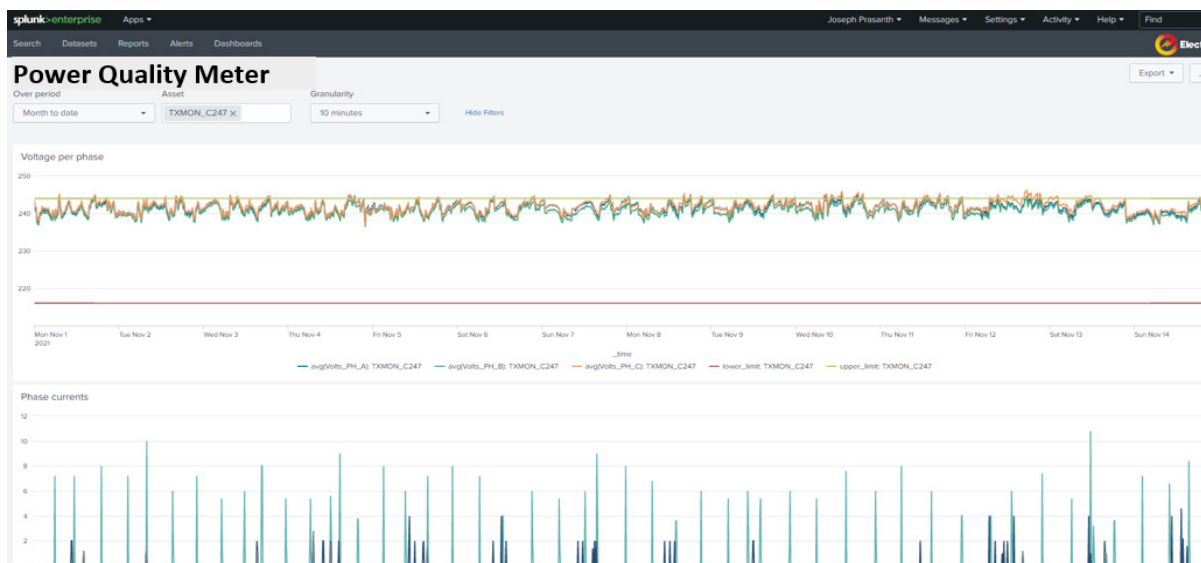 splunk>enterprise Apps Joseph Prasanth Messages Settings Activity Help Find
Search Datasets Reports Alerts Dashboards Elect
Power Quality Meter Export
Over period Asset Granularity
Month to date TXMON_C247 × 10 minutes Hide Filters
Voltage per phase
250
240
230
220
Mon Nov 1 Tue Nov 2 Wed Nov 3 Thu Nov 4 Fri Nov 5 Sat Nov 6 Sun Nov 7 Mon Nov 8 Tue Nov 9 Wed Nov 10 Thu Nov 11 Fri Nov 12 Sat Nov 13 Sun Nov 14
2021
_time
avg(Volts_PH_A): TXMON_C247 avg(Volts_PH_B): TXMON_C247 avg(Volts_PH_C): TXMON_C247 lower_limit: TXMON_C247 upper_limit: TXMON_C247
Phase currents
12
10
8
6
4
2